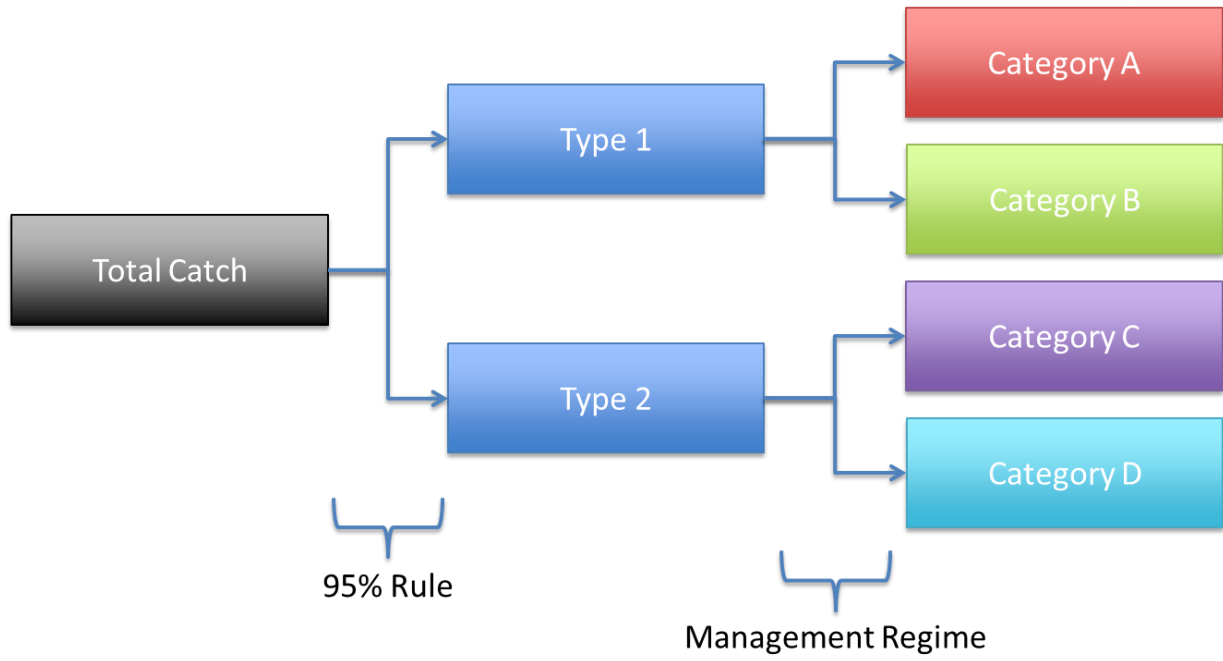 Total Catch
Type 1
Type 2
Category A
Category B
Category C
Category D
95% Rule
Management Regime